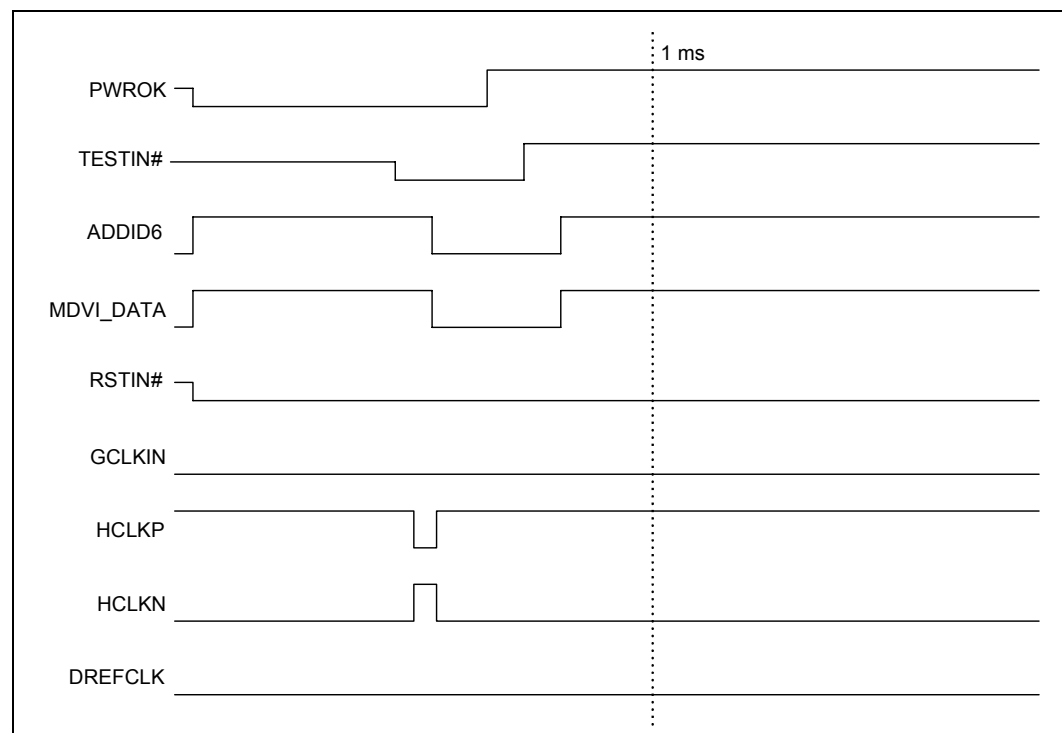 1 ms
PWROK
TESTIN#
ADDID6
MDVI_DATA
RSTIN#
GCLKIN
HCLKP
HCLKN
DREFCLK